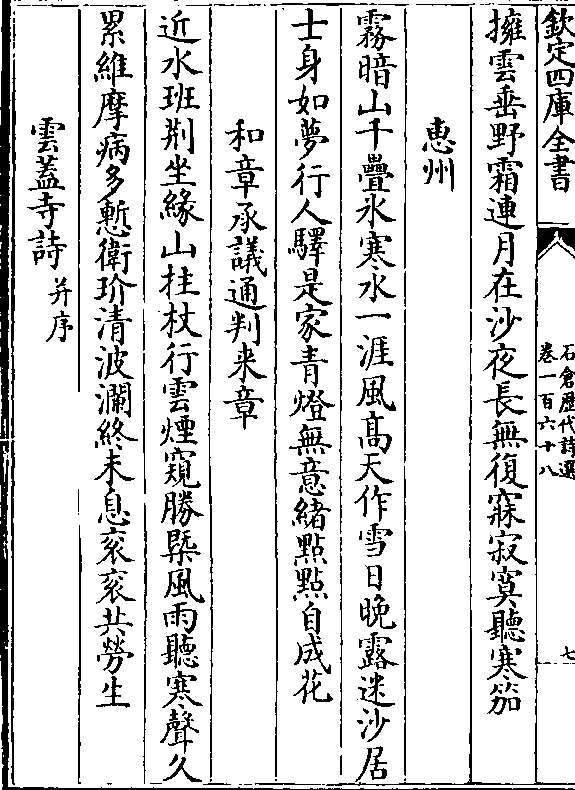 欽定四庫全書
石倉歷代詩選
卷一百六十八
七
擁雲垂野霜連月在沙夜長無復寐寂寞聽寒笳
惠州
霧暗山千疊氷寒水一涯風髙天作雪日晚露迷沙居
士身如夢行人驛是家青燈無意緒點點自成花
和章承議通判来章
近水班荆坐緣山拄杖行雲煙窺勝槩風雨聽寒聲久
累維摩病多慙衛玠清波瀾終未息衮衮共勞生
雲蓋寺詩并序